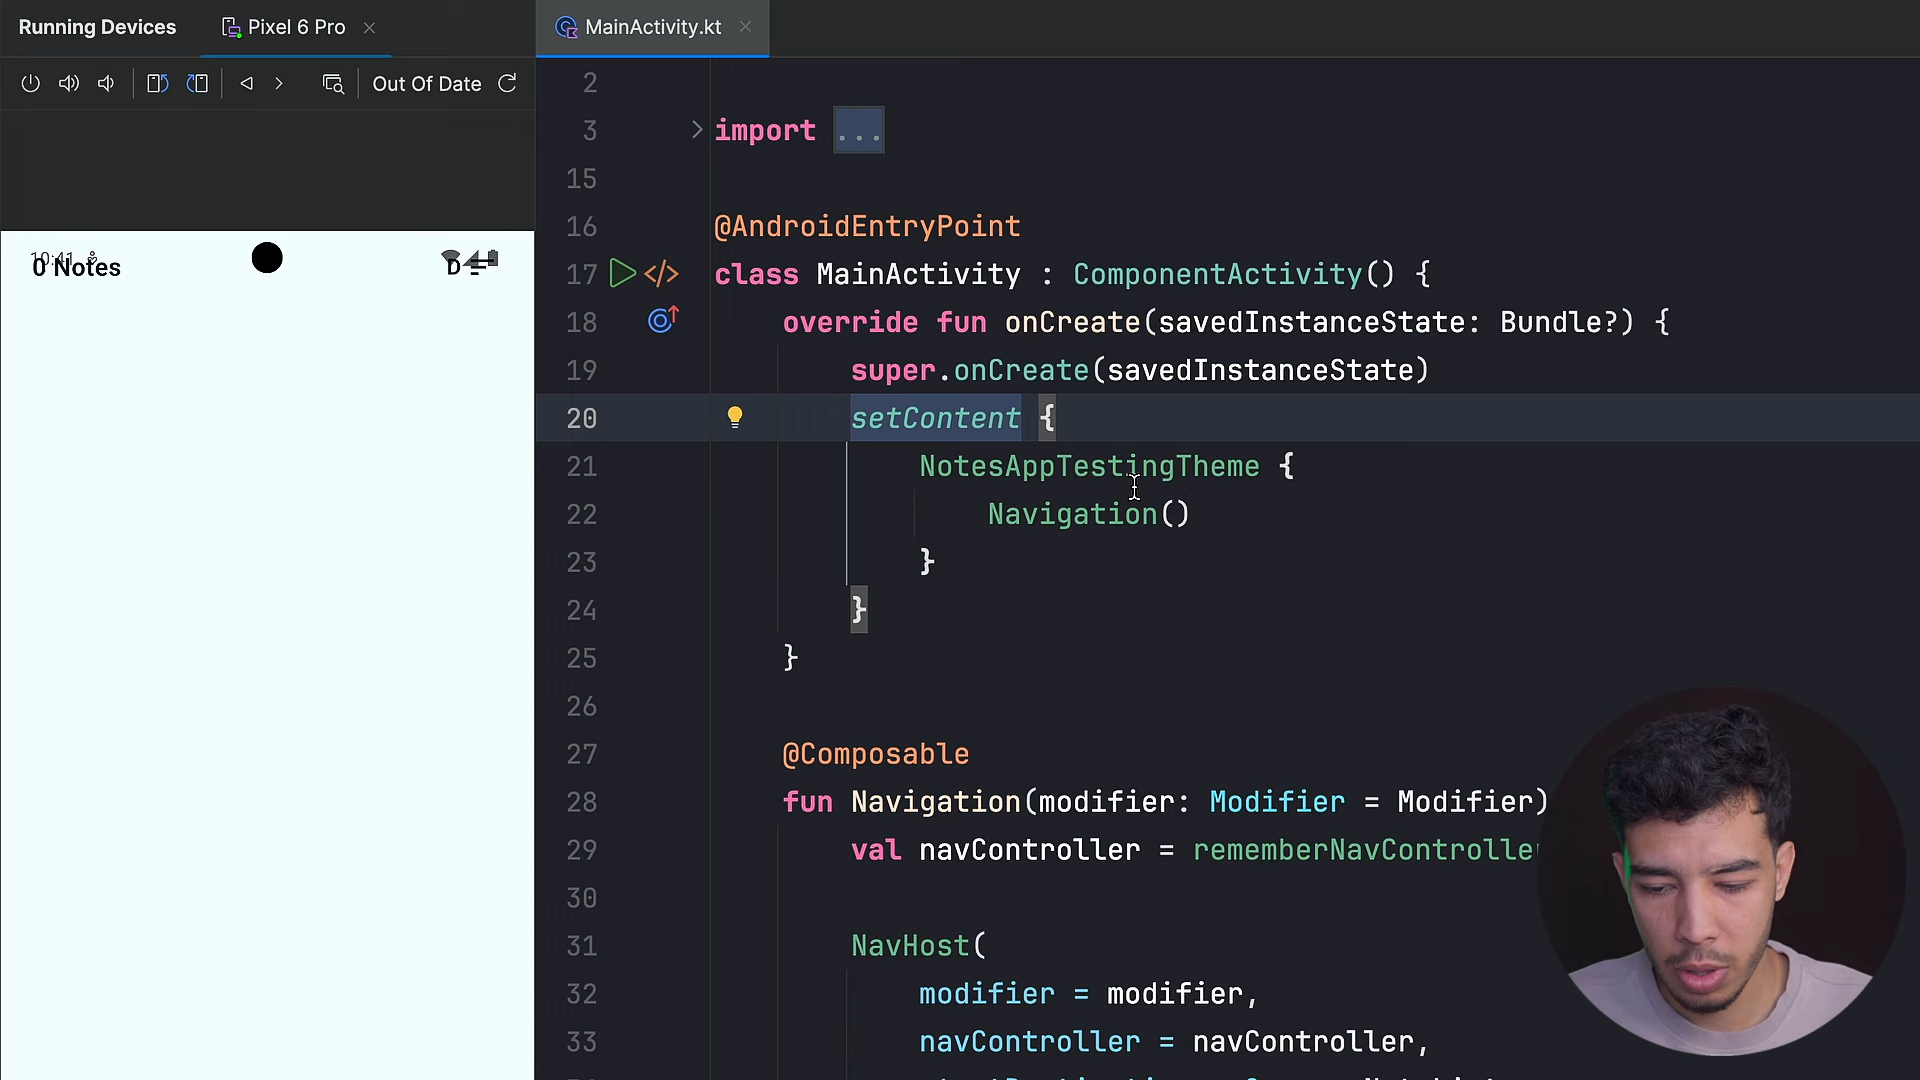 Running Devices
Pixel 6 Pro
MainActivity.kt
Out Of Date
10:41
0 Notes
D
2
3 import ...
15
16 @AndroidEntryPoint
17 class MainActivity : ComponentActivity() {
18 override fun onCreate(savedInstanceState: Bundle?) {
19 super.onCreate(savedInstanceState)
20 setContent {
21 NotesAppTestingTheme {
22 Navigation()
23 }
24 }
25 }
26
27 @Composable
28 fun Navigation(modifier: Modifier = Modifier)
29 val navController = rememberNavController
30
31 NavHost(
32 modifier = modifier,
33 navController = navController,